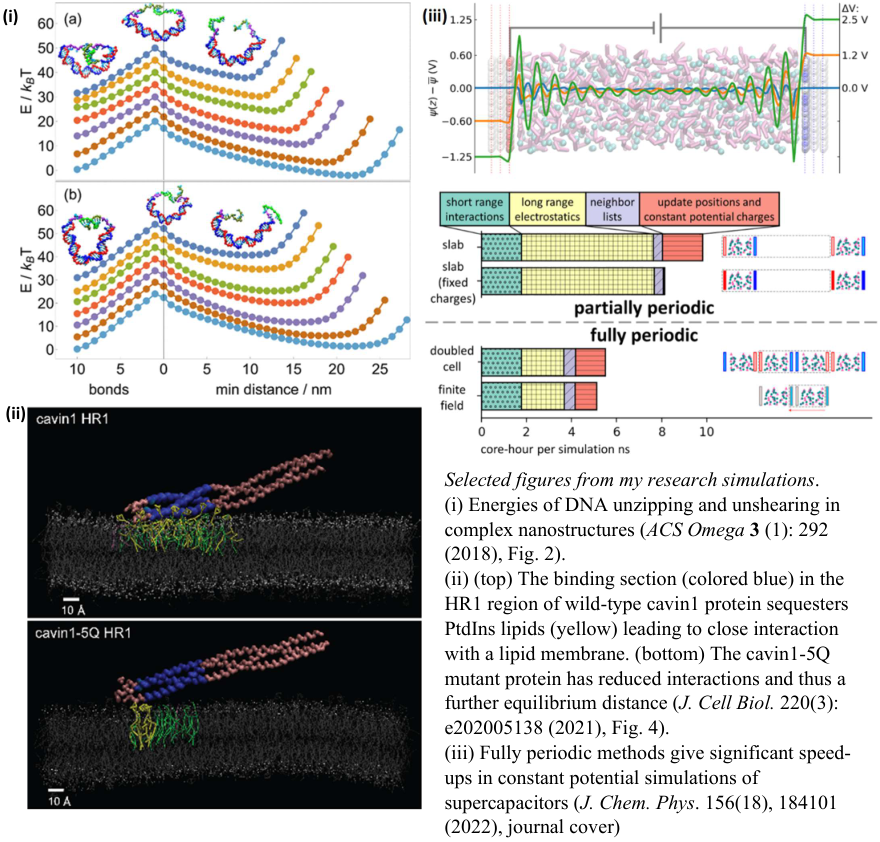 (i)
(a)
E / kBT
60
50
40
30
20
10
0
(b)
E / kBT
60
50
40
30
20
10
0
10 5 0 5 10 15 20 25
bonds min distance / nm
(ii)
cavin1 HR1
10 Å
cavin1-5Q HR1
10 Å
(iii)
ψ(z) − ψ̅ (V)
1.25
0.60
0.00
−0.60
−1.25
ΔV:
2.5 V
1.2 V
0.0 V
short range
interactions
long range
electrostatics
neighbor
lists
update positions and
constant potential charges
slab
slab
(fixed
charges)
partially periodic
fully periodic
doubled
cell
finite
field
0 2 4 6 8 10
core-hour per simulation ns
Selected figures from my research simulations.
(i) Energies of DNA unzipping and unshearing in
complex nanostructures (ACS Omega 3 (1): 292
(2018), Fig. 2).
(ii) (top) The binding section (colored blue) in the
HR1 region of wild-type cavin1 protein sequesters
PtdIns lipids (yellow) leading to close interaction
with a lipid membrane. (bottom) The cavin1-5Q
mutant protein has reduced interactions and thus a
further equilibrium distance (J. Cell Biol. 220(3):
e202005138 (2021), Fig. 4).
(iii) Fully periodic methods give significant speed-
ups in constant potential simulations of
supercapacitors (J. Chem. Phys. 156(18), 184101
(2022), journal cover)